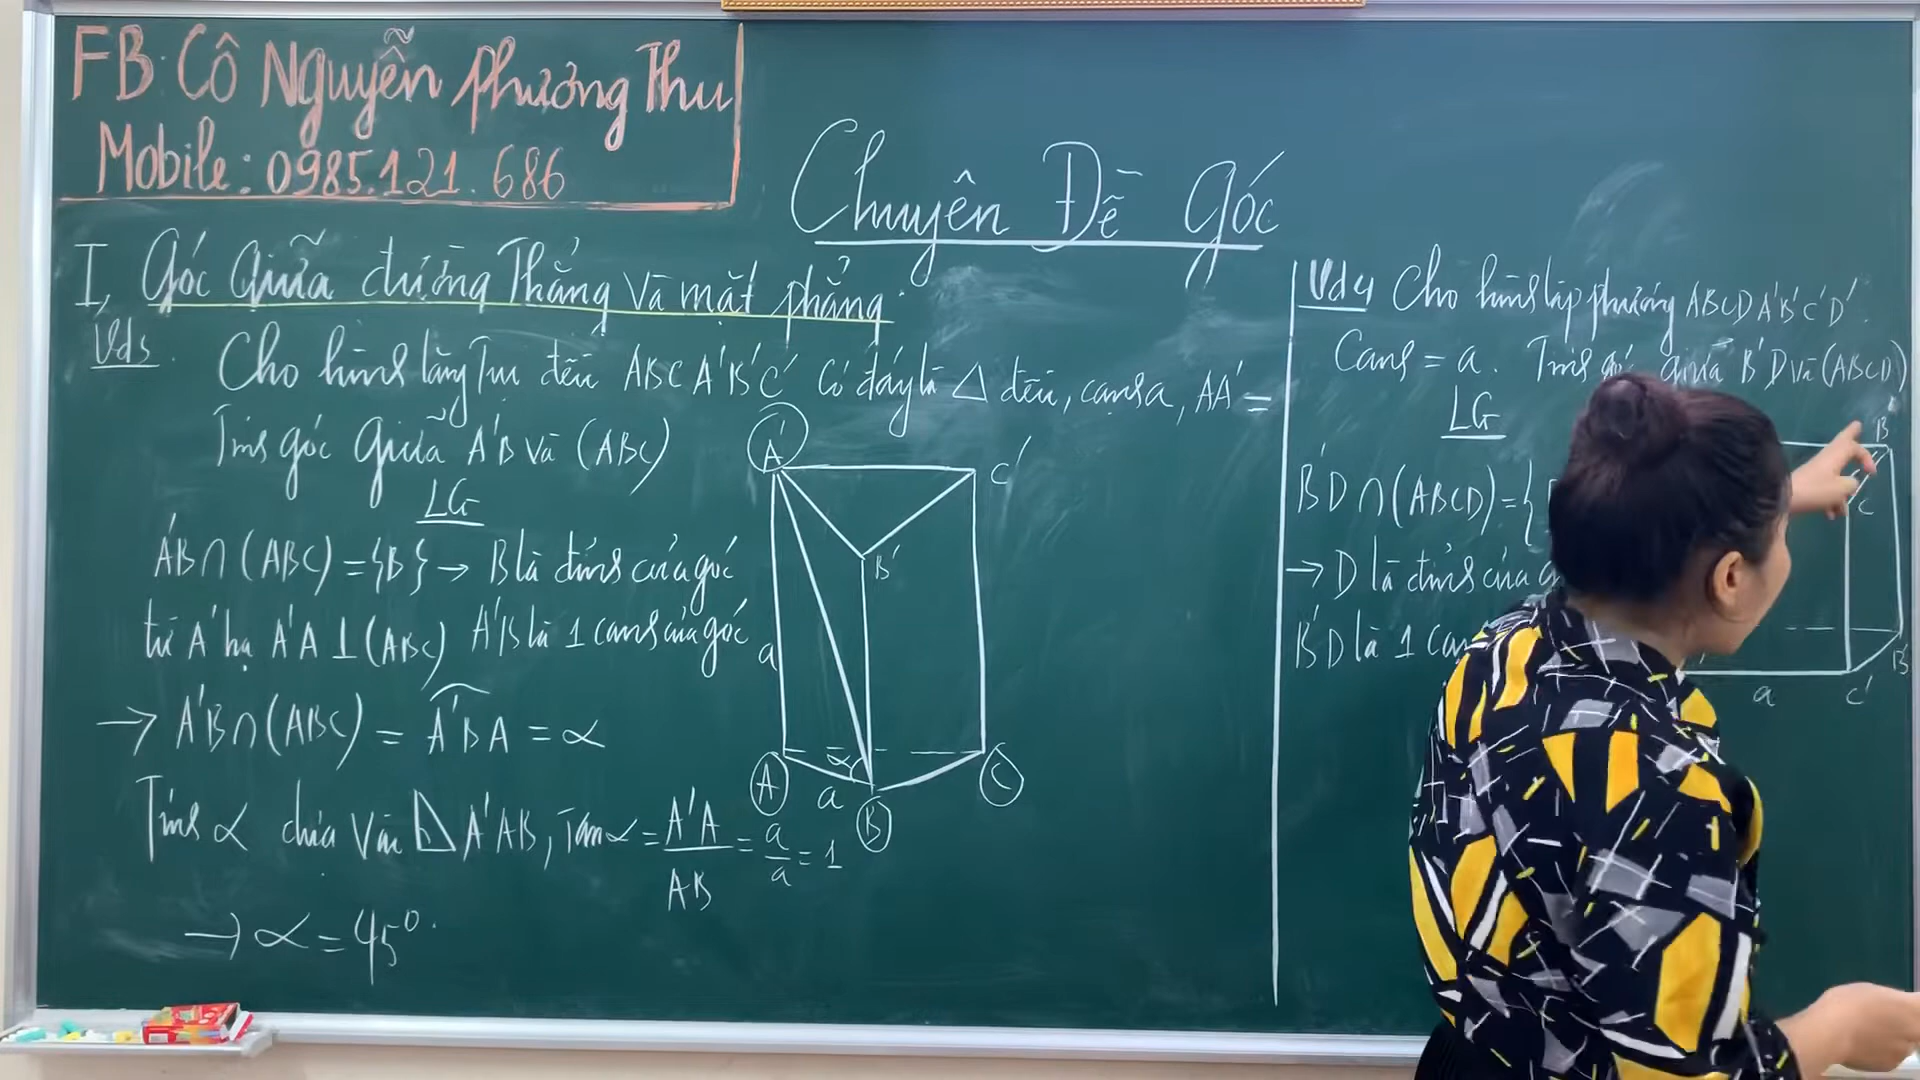 FB: Cô Nguyễn Phương Thu
Mobile: 0985.121.686
Chuyên Đề Góc
I, Góc Giữa đường Thẳng và mặt phẳng.
Vd3. Cho hình lăng Trụ đều ABC A'B'C' có đáy là △ đều, cạnh a, AA' =
Tính góc giữa A'B và (ABC)
LG
A'B ∩ (ABC) = {B} → B là đỉnh của góc
từ A' hạ A'A ⊥ (ABC) A'B là 1 cạnh của góc
→ A'B ∩ (ABC) = A'BA = α
Tính α dựa vào A'AB, Tan α = A'A/AB = a/a = 1
→ α = 45°.
A'
C'
B'
a
A
α
a
B
C
Vd4 Cho hình lập phương ABCD A'B'C'D'.
Cạnh = a. Tính góc giữa B'D và (ABCD)
LG
B'D ∩ (ABCD) = {
→ D là đỉnh của
B'D là 1
B
C
a
C'
B'